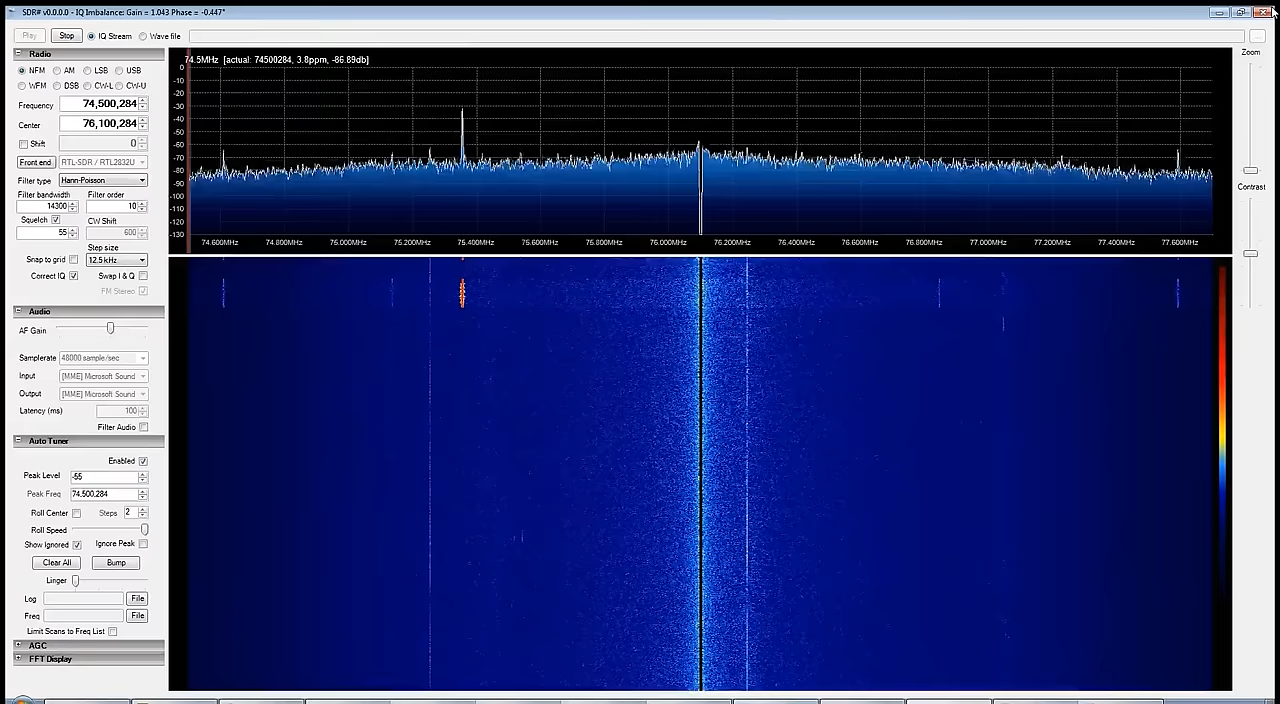 SDR# v0.0.0.0 - IQ Imbalance: Gain = 1.043 Phase = -0.447°
Play Stop IQ Stream Wave file ...
Radio
NFM AM LSB USB
WFM DSB CW-L CW-U
Frequency 74,500,284
Center 76,100,284
Shift 0
Front end RTL-SDR / RTL2832U
Filter type Hann-Poisson
Filter bandwidth Filter order
14300 10
Squelch CW Shift
55 600
Step size
Snap to grid 12.5 kHz
Correct IQ Swap I & Q
FM Stereo
Audio
AF Gain
Samplerate 48000 sample/sec
Input [MME] Microsoft Sound
Output [MME] Microsoft Sound
Latency (ms) 100
Filter Audio
Auto Tuner
Enabled
Peak Level -55
Peak Freq 74,500,284
Roll Center Steps 2
Roll Speed
Show Ignored Ignore Peak
Clear All Bump
Linger
Log File
Freq File
Limit Scans to Freq List
AGC
FFT Display
74.5MHz [actual: 74500284, 3.8ppm, -86.89db]
0
-10
-20
-30
-40
-50
-60
-70
-80
-90
-100
-110
-120
-130
74.600MHz 74.800MHz 75.000MHz 75.200MHz 75.400MHz 75.600MHz 75.800MHz 76.000MHz 76.200MHz 76.400MHz 76.600MHz 76.800MHz 77.000MHz 77.200MHz 77.400MHz 77.600MHz
Zoom
Contrast